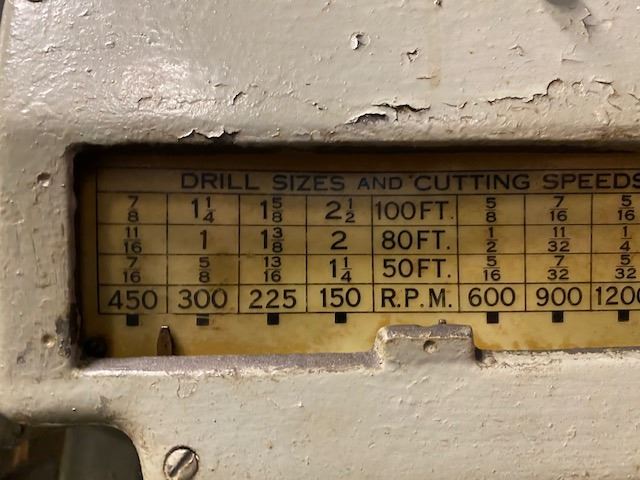 DRILL SIZES AND CUTTING SPEEDS
7/8 1 1/4 1 5/8 2 1/2 100 FT. 5/8 7/16 5/16
11/16 1 1 3/8 2 80 FT. 1/2 11/32 1/4
7/16 5/8 13/16 1 1/4 50 FT. 5/16 7/32 5/32
450 300 225 150 R.P.M. 600 900 1200